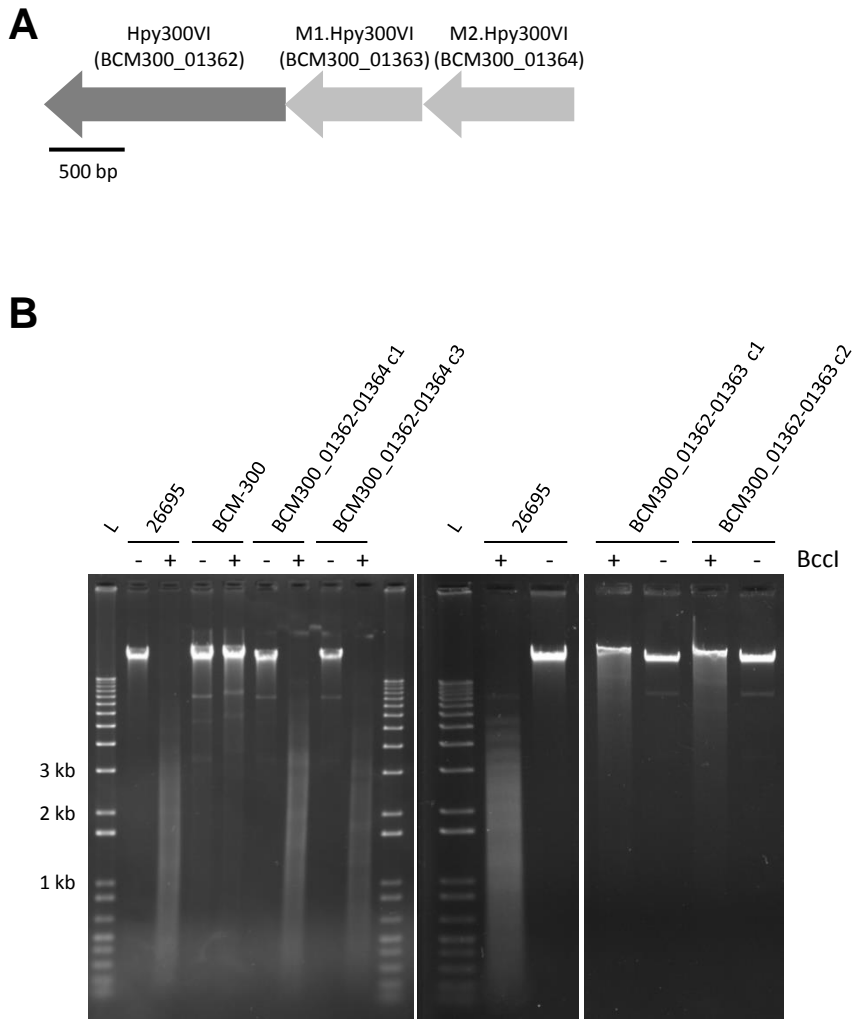 A
Hpy300VI M1.Hpy300VI M2.Hpy300VI
(BCM300_01362) (BCM300_01363) (BCM300_01364)
500 bp
B
L 26695 BCM-300 BCM300_01362-01364 c1 BCM300_01362-01364 c3 L 26695 BCM300_01362-01363 c1 BCM300_01362-01363 c2
- + - + - + - + + - + - + - BccI
3 kb
2 kb
1 kb